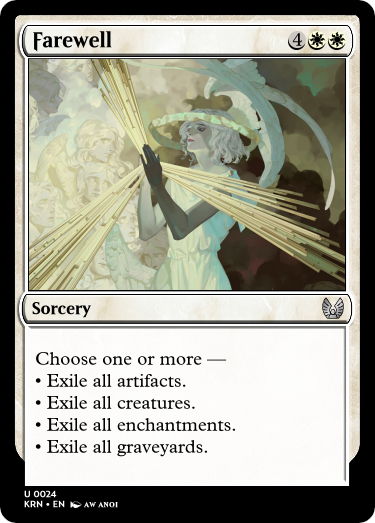 Farewell 4
Sorcery
Choose one or more —
• Exile all artifacts.
• Exile all creatures.
• Exile all enchantments.
• Exile all graveyards.
U 0024
KRN • EN AW ANOI